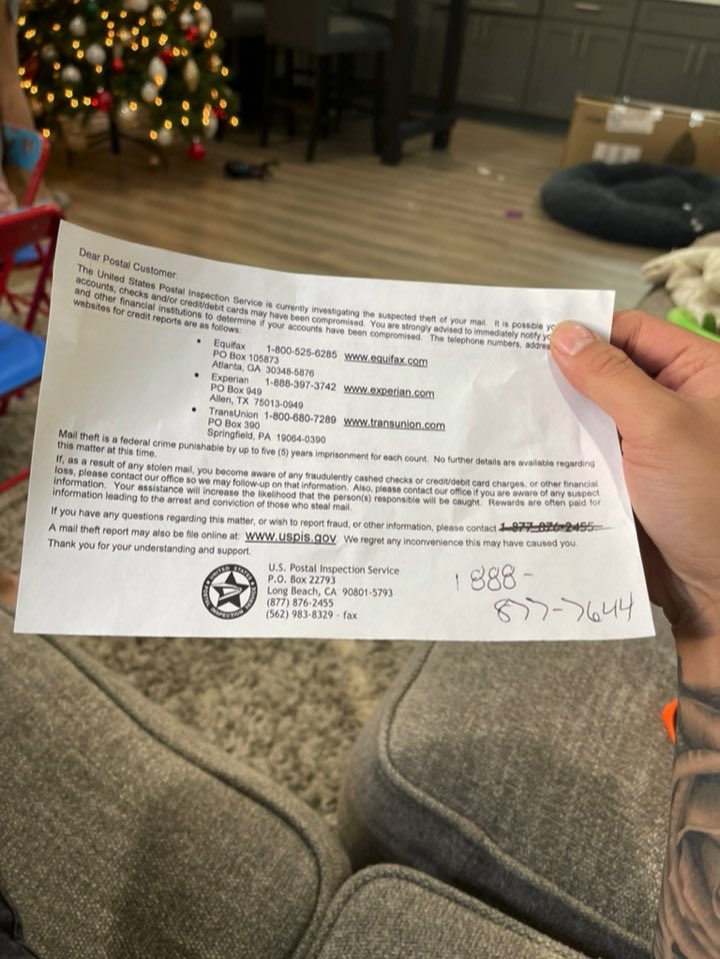 Dear Postal Customer:
The United States Postal Inspection Service is currently investigating the suspected theft of your mail. It is possible
accounts, checks and/or credit/debit cards may have been compromised. You are strongly advised to immediately notify
and other financial institutions to determine if your accounts have been compromised. The telephone numbers,
websites for credit reports are as follows:
• Equifax 1-800-525-6285 www.equifax.com
PO Box 105873
Atlanta, GA 30348-5876
• Experian 1-888-397-3742 www.experian.com
PO Box 949
Allen, TX 75013-0949
• TransUnion 1-800-680-7289 www.transunion.com
PO Box 390
Springfield, PA 19064-0390
Mail theft is a federal crime punishable by up to five (5) years imprisonment for each count. No further details are available regarding
this matter at this time.
If, as a result of any stolen mail, you become aware of any fraudulently cashed checks or credit/debit card charges, or other financial
loss, please contact our office so we may follow-up on that information. Also, please contact our office if you are aware of any suspect
information. Your assistance will increase the likelihood that the person(s) responsible will be caught. Rewards are often paid for
information leading to the arrest and conviction of those who steal mail.
If you have any questions regarding this matter, or wish to report fraud, or other information, please contact 1-877-876-2455
A mail theft report may also be file online at: www.uspis.gov. We regret any inconvenience this may have caused you.
Thank you for your understanding and support.
U.S. Postal Inspection Service
P.O. Box 22793
Long Beach, CA 90801-5793
(877) 876-2455
(562) 983-8329 - fax
1888-
877-7644